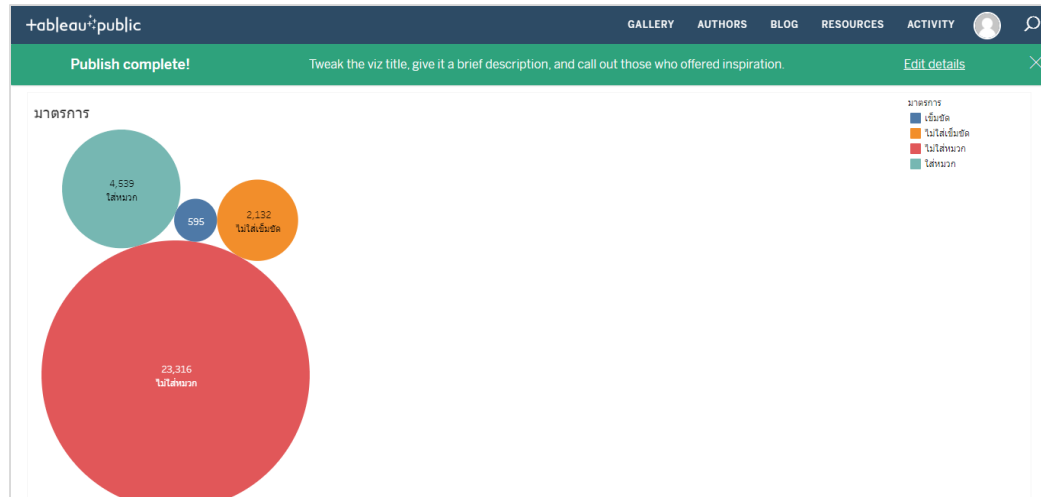 +ableau+public
GALLERY AUTHORS BLOG RESOURCES ACTIVITY
Publish complete! Tweak the viz title, give it a brief description, and call out those who offered inspiration. Edit details
มาตรการ
4,539
ใส่หมวก
595
2,132
ไม่ใส่เข็มขัด
23,316
ไม่ใส่หมวก
มาตรการ
เข็มขัด
ไม่ใส่เข็มขัด
ไม่ใส่หมวก
ใส่หมวก